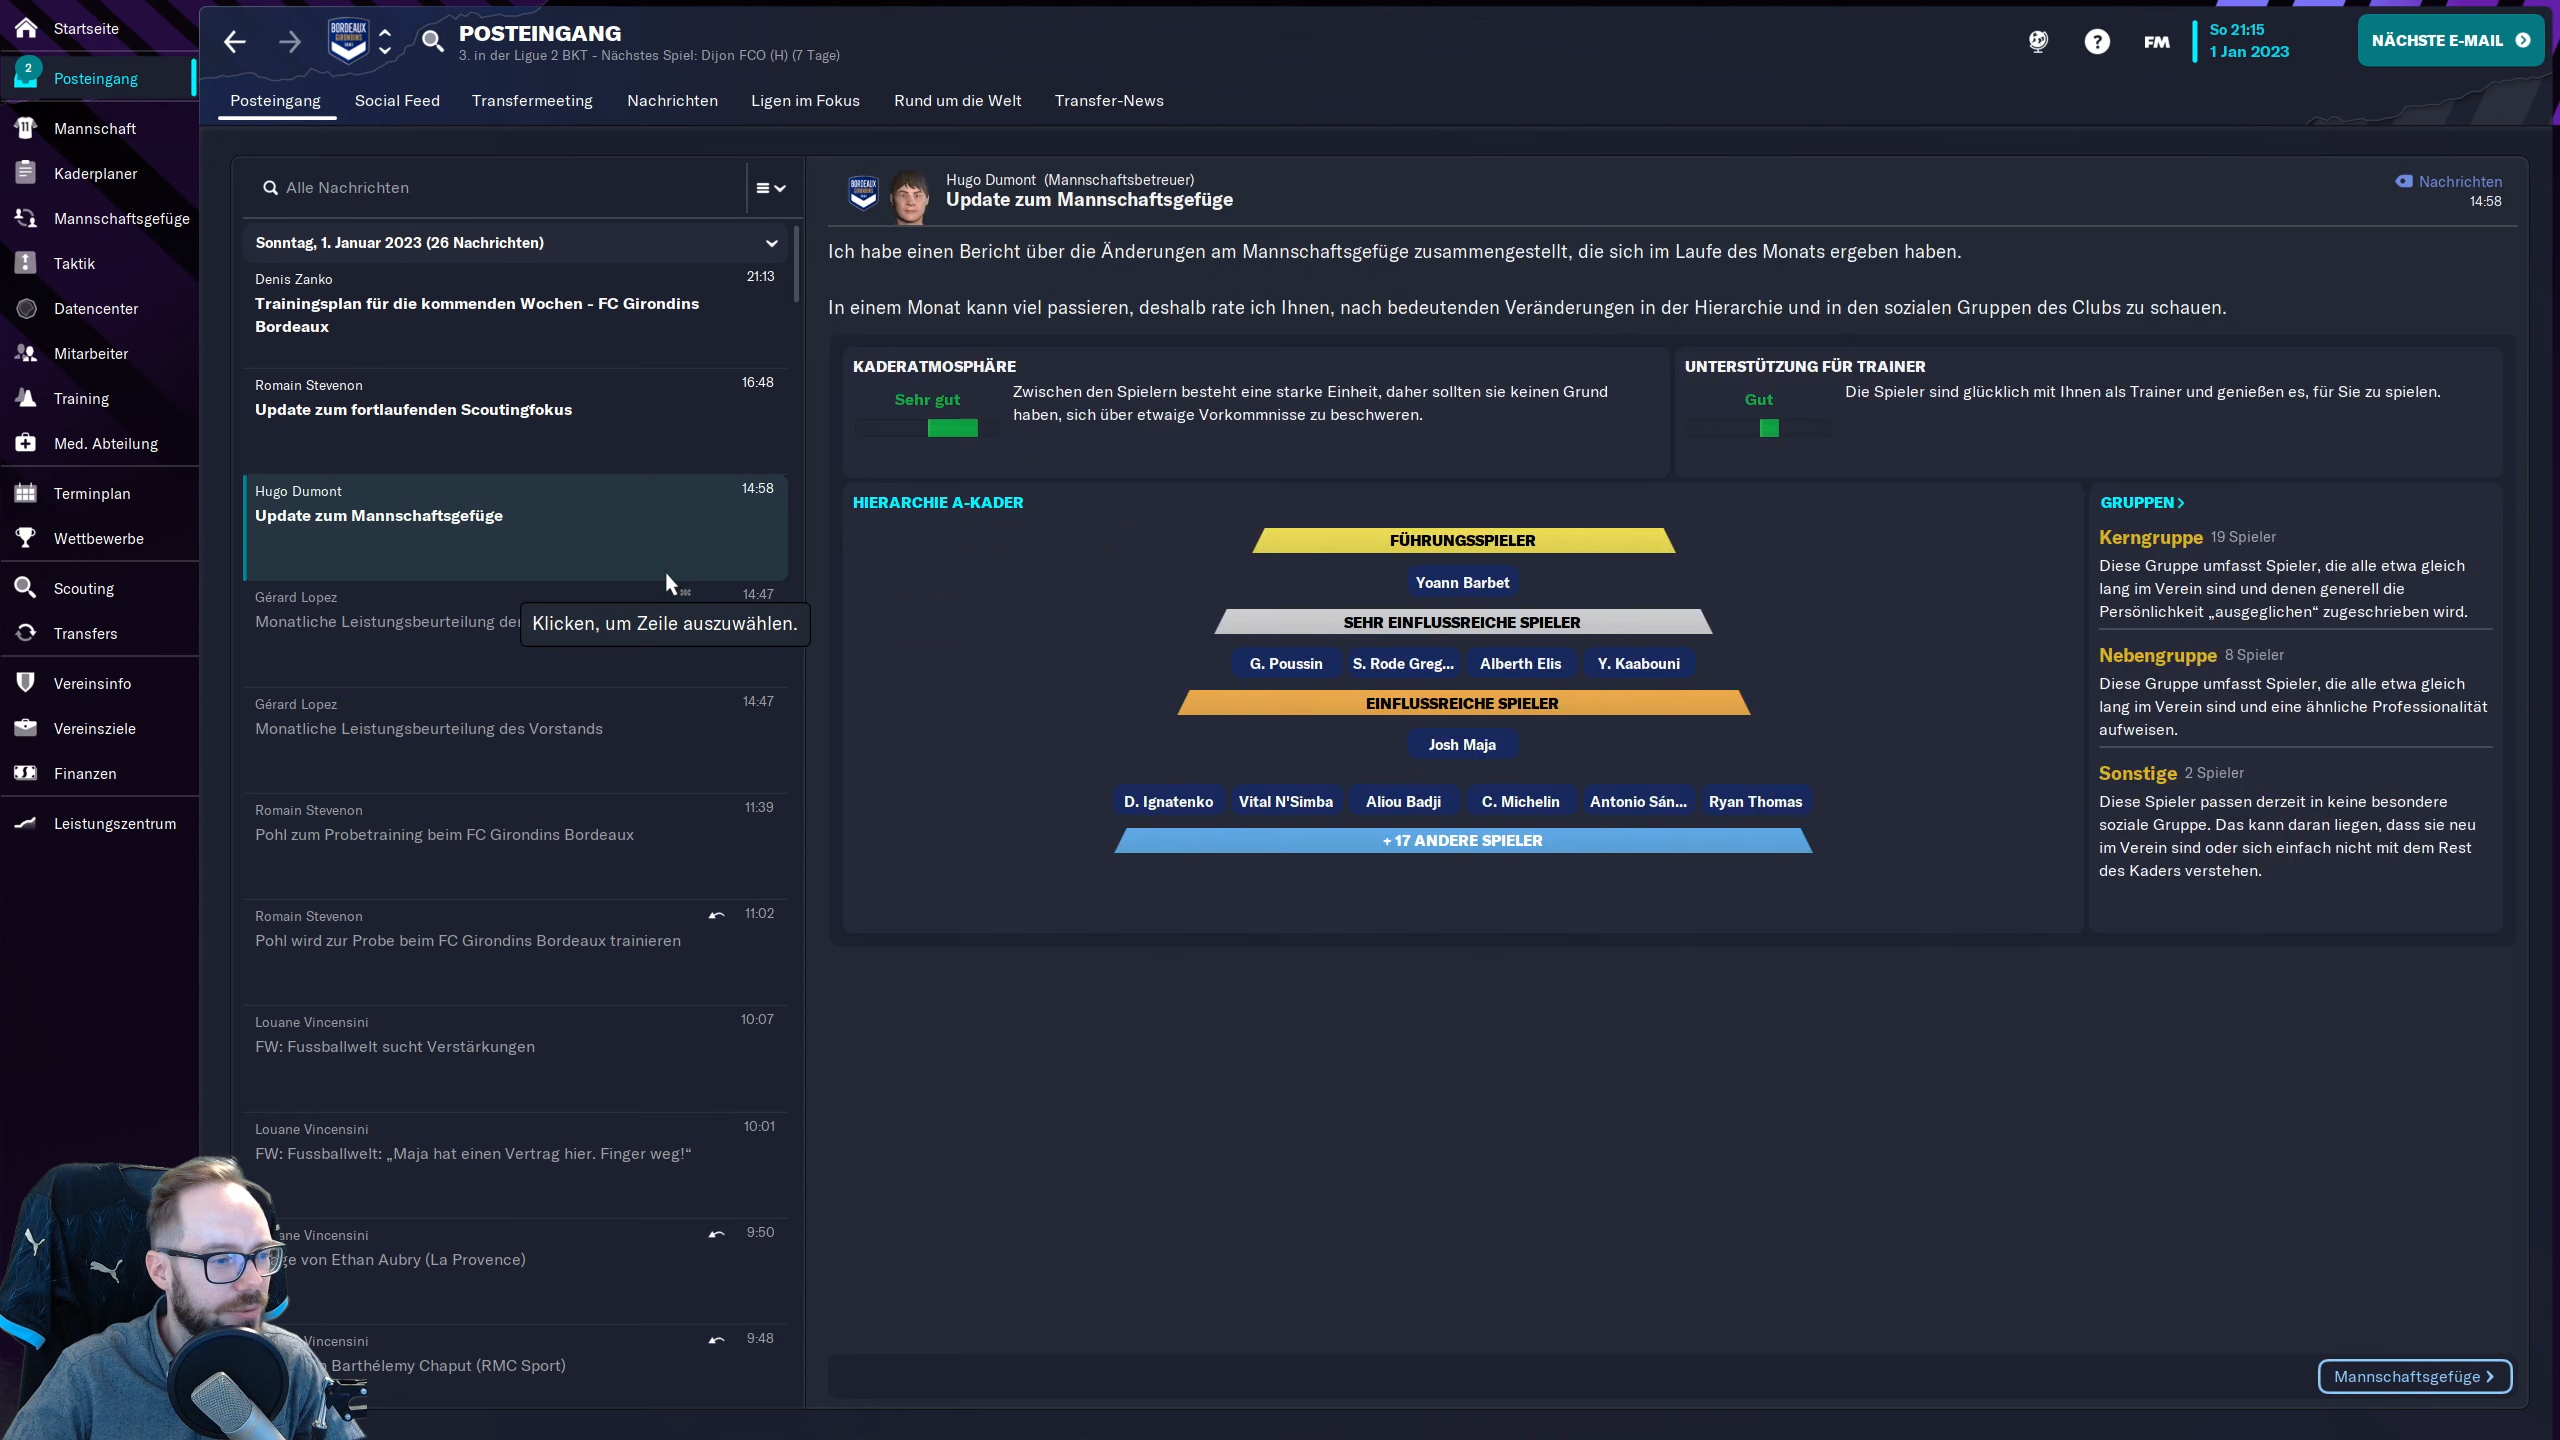 Startseite
2
Posteingang
Mannschaft
Kaderplaner
Mannschaftsgefüge
Taktik
Datencenter
Mitarbeiter
Training
Med. Abteilung
Terminplan
Wettbewerbe
Scouting
Transfers
Vereinsinfo
Vereinsziele
Finanzen
Leistungszentrum
BORDEAUX
POSTEINGANG
3. in der Ligue 2 BKT - Nächstes Spiel: Dijon FCO (H) (7 Tage)
FM
So 21:15
1 Jan 2023
NÄCHSTE E-MAIL
Posteingang Social Feed Transfermeeting Nachrichten Ligen im Fokus Rund um die Welt Transfer-News
Alle Nachrichten
Sonntag, 1. Januar 2023 (26 Nachrichten)
Denis Zanko 21:13
Trainingsplan für die kommenden Wochen - FC Girondins
Bordeaux
Romain Stevenon 16:48
Update zum fortlaufenden Scoutingfokus
Hugo Dumont 14:58
Update zum Mannschaftsgefüge
Gérard Lopez 14:47
Monatliche Leistungsbeurteilung
Klicken, um Zeile auszuwählen.
Gérard Lopez 14:47
Monatliche Leistungsbeurteilung des Vorstands
Romain Stevenon 11:39
Pohl zum Probetraining beim FC Girondins Bordeaux
Romain Stevenon 11:02
Pohl wird zur Probe beim FC Girondins Bordeaux trainieren
Louane Vincensini 10:07
FW: Fussballwelt sucht Verstärkungen
Louane Vincensini 10:01
FW: Fussballwelt: „Maja hat einen Vertrag hier. Finger weg!“
Vincensini 9:50
von Ethan Aubry (La Provence)
Vincensini 9:48
Barthélemy Chaput (RMC Sport)
BORDEAUX
Hugo Dumont (Mannschaftsbetreuer)
Update zum Mannschaftsgefüge
Nachrichten
14:58
Ich habe einen Bericht über die Änderungen am Mannschaftsgefüge zusammengestellt, die sich im Laufe des Monats ergeben haben.
In einem Monat kann viel passieren, deshalb rate ich Ihnen, nach bedeutenden Veränderungen in der Hierarchie und in den sozialen Gruppen des Clubs zu schauen.
KADERATMOSPHÄRE
Sehr gut
Zwischen den Spielern besteht eine starke Einheit, daher sollten sie keinen Grund
haben, sich über etwaige Vorkommnisse zu beschweren.
UNTERSTÜTZUNG FÜR TRAINER
Gut
Die Spieler sind glücklich mit Ihnen als Trainer und genießen es, für Sie zu spielen.
HIERARCHIE A-KADER
FÜHRUNGSSPIELER
Yoann Barbet
SEHR EINFLUSSREICHE SPIELER
G. Poussin S. Rode Greg... Alberth Elis Y. Kaabouni
EINFLUSSREICHE SPIELER
Josh Maja
D. Ignatenko Vital N'Simba Aliou Badji C. Michelin Antonio Sán... Ryan Thomas
+ 17 ANDERE SPIELER
GRUPPEN
Kerngruppe 19 Spieler
Diese Gruppe umfasst Spieler, die alle etwa gleich
lang im Verein sind und denen generell die
Persönlichkeit „ausgeglichen“ zugeschrieben wird.
Nebengruppe 8 Spieler
Diese Gruppe umfasst Spieler, die alle etwa gleich
lang im Verein sind und eine ähnliche Professionalität
aufweisen.
Sonstige 2 Spieler
Diese Spieler passen derzeit in keine besondere
soziale Gruppe. Das kann daran liegen, dass sie neu
im Verein sind oder sich einfach nicht mit dem Rest
des Kaders verstehen.
Mannschaftsgefüge